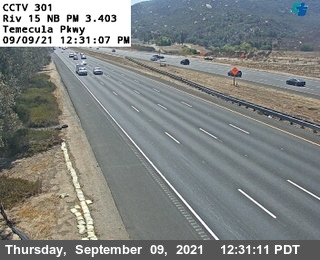 CCTV 301
Riv 15 NB PM 3.403
Temecula Pkwy
09/09/21 12:31:07 PM
Thursday, September 09, 2021 12:31:11 PDT